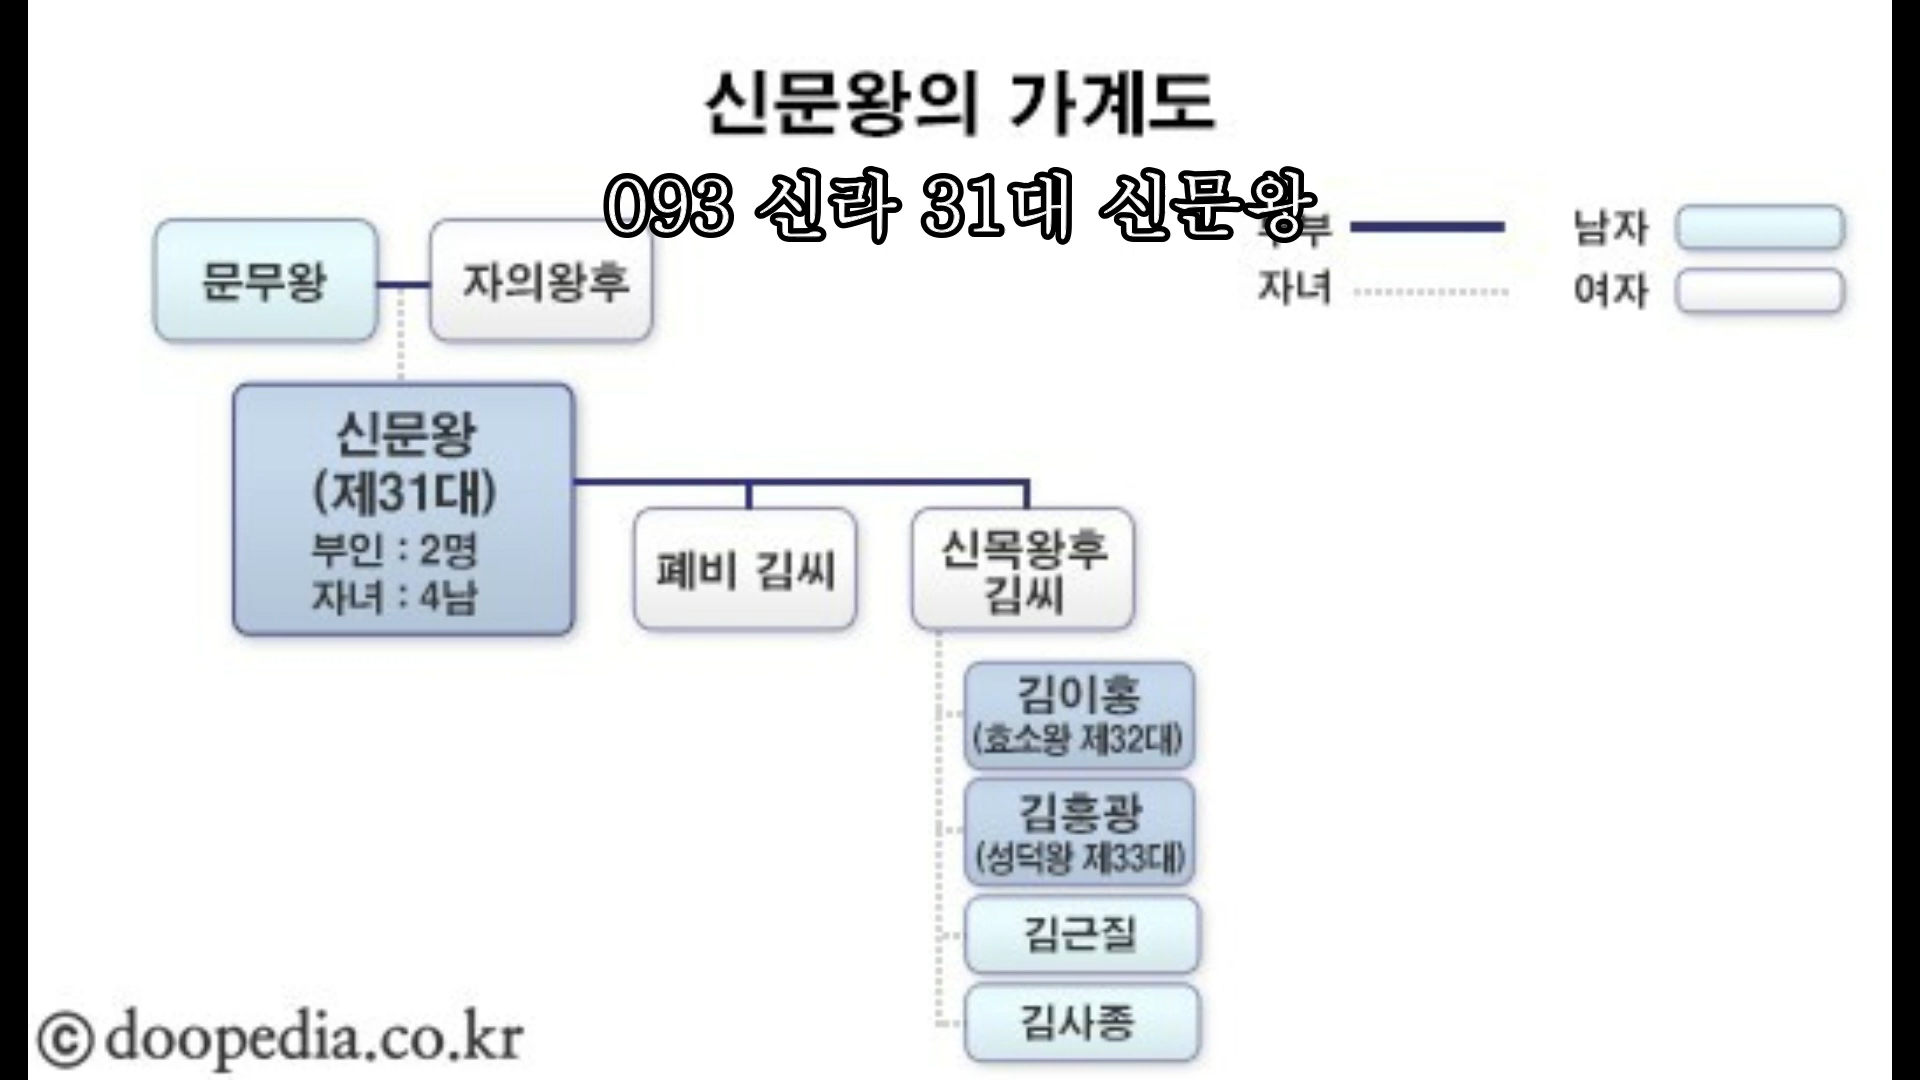 신문왕의 가계도
093 신라 31대 신문왕
남자
자녀
여자
문무왕
자의왕후
신문왕
(제31대)
부인 : 2명
자녀 : 4남
폐비 김씨
신목왕후
김씨
김이홍
(효소왕 제32대)
김흥광
(성덕왕 제33대)
김근질
김사종
©doopedia.co.kr